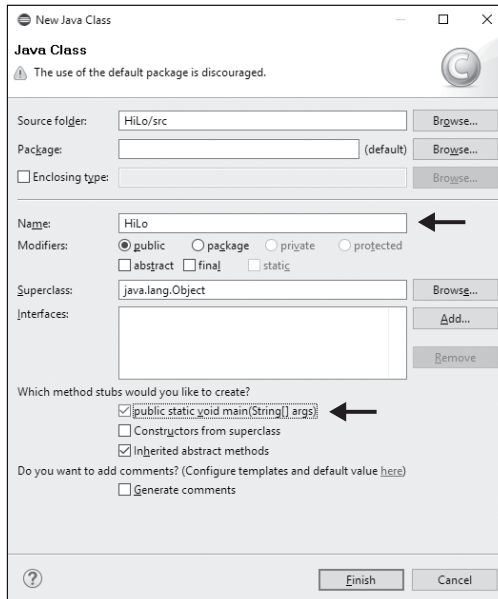 New Java Class
Java Class
The use of the default package is discouraged.
C
Source folder: HiLo/src Browse...
Package: (default) Browse...
Enclosing type: Browse...
Name: HiLo
Modifiers: public package private protected
abstract final static
Superclass: java.lang.Object Browse...
Interfaces: Add...
Remove
Which method stubs would you like to create?
public static void main(String[] args)
Constructors from superclass
Inherited abstract methods
Do you want to add comments? (Configure templates and default value here)
Generate comments
? Finish Cancel